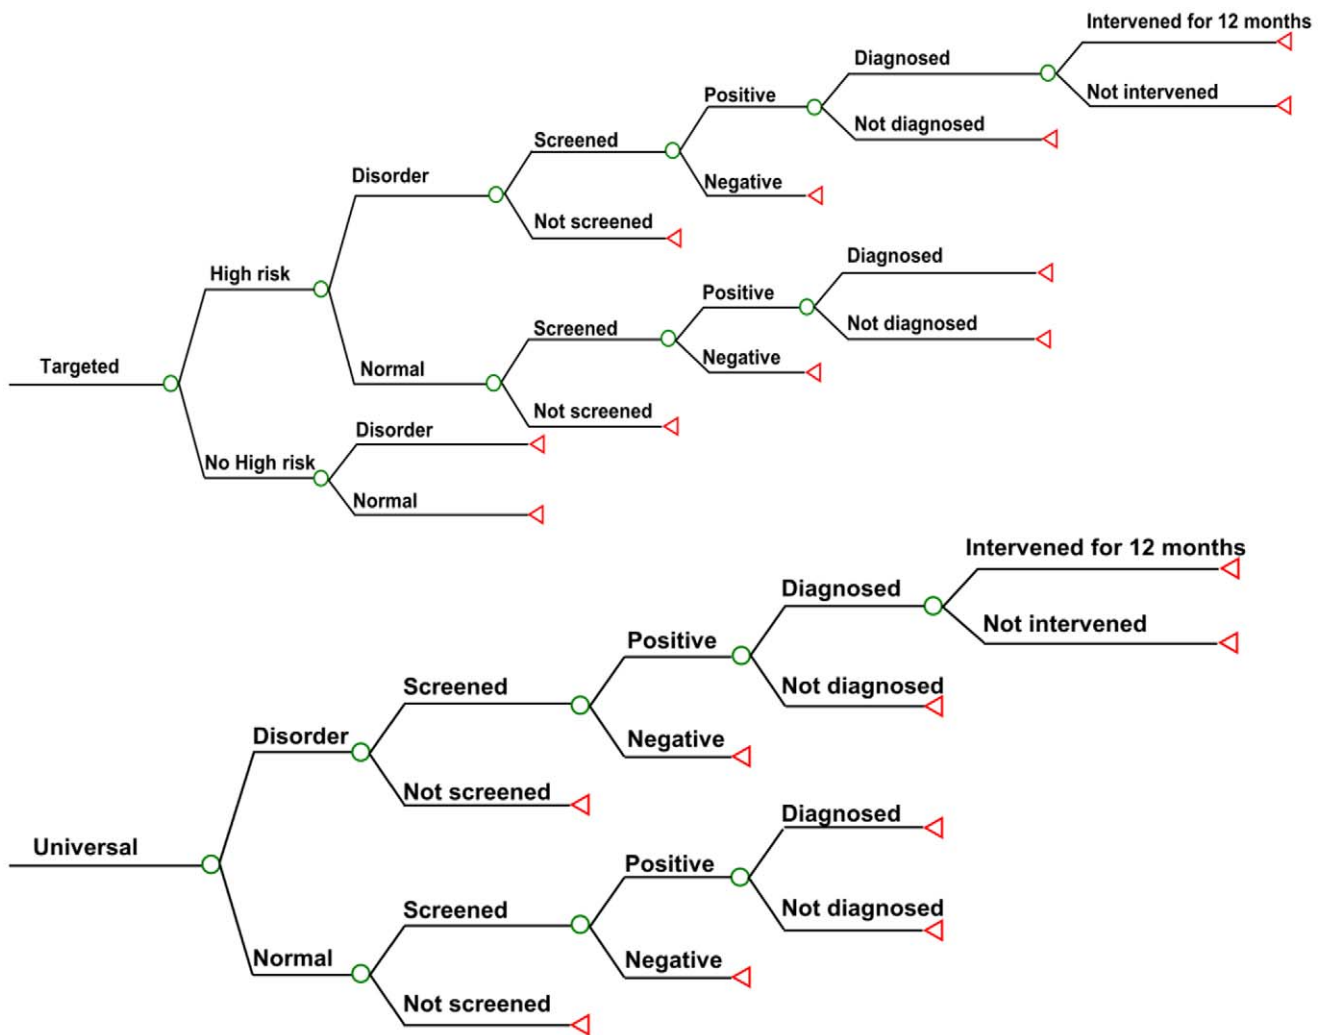 Intervened for 12 months
Diagnosed
Not intervened
Positive
Not diagnosed
Screened
Disorder
Negative
Not screened
High risk
Diagnosed
Positive
Not diagnosed
Screened
Negative
Normal
Not screened
Targeted
Disorder
No High risk
Normal
Intervened for 12 months
Diagnosed
Not intervened
Positive
Not diagnosed
Screened
Negative
Disorder
Not screened
Universal
Diagnosed
Positive
Not diagnosed
Screened
Negative
Normal
Not screened